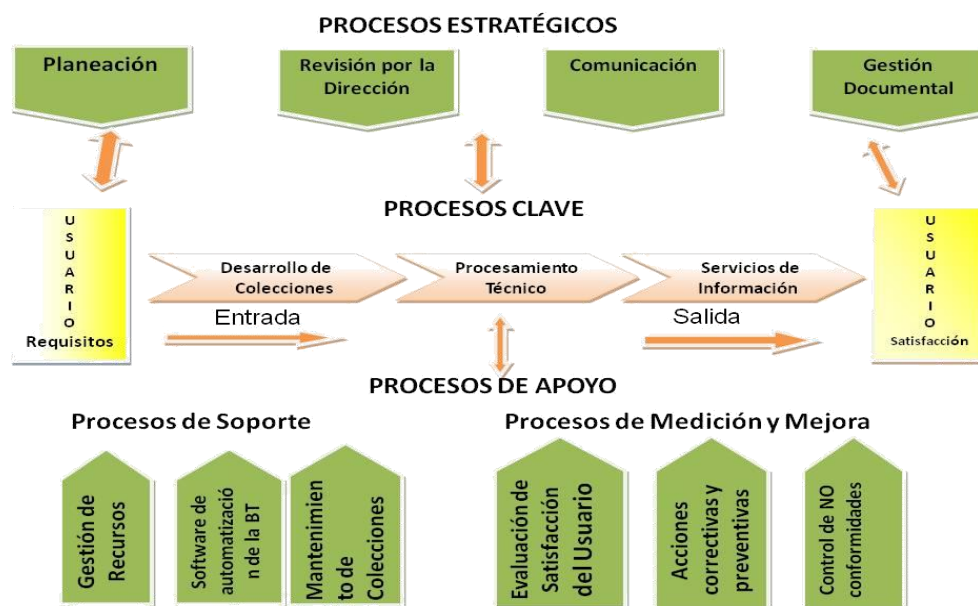 PROCESOS ESTRATÉGICOS
Planeación
Revisión por la
Dirección
Comunicación
Gestión
Documental
PROCESOS CLAVE
USUARIO
Requisitos
Desarrollo de
Colecciones
Procesamiento
Técnico
Servicios de
Información
Entrada
Salida
USUARIO
Satisfacción
PROCESOS DE APOYO
Procesos de Soporte
Procesos de Medición y Mejora
Gestión de
Recursos
Software de
automatizació
n de la BT
Mantenimien
to de
Colecciones
Evaluación de
Satisfacción
del Usuario
Acciones
correctivas y
preventivas
Control de NO
conformidades